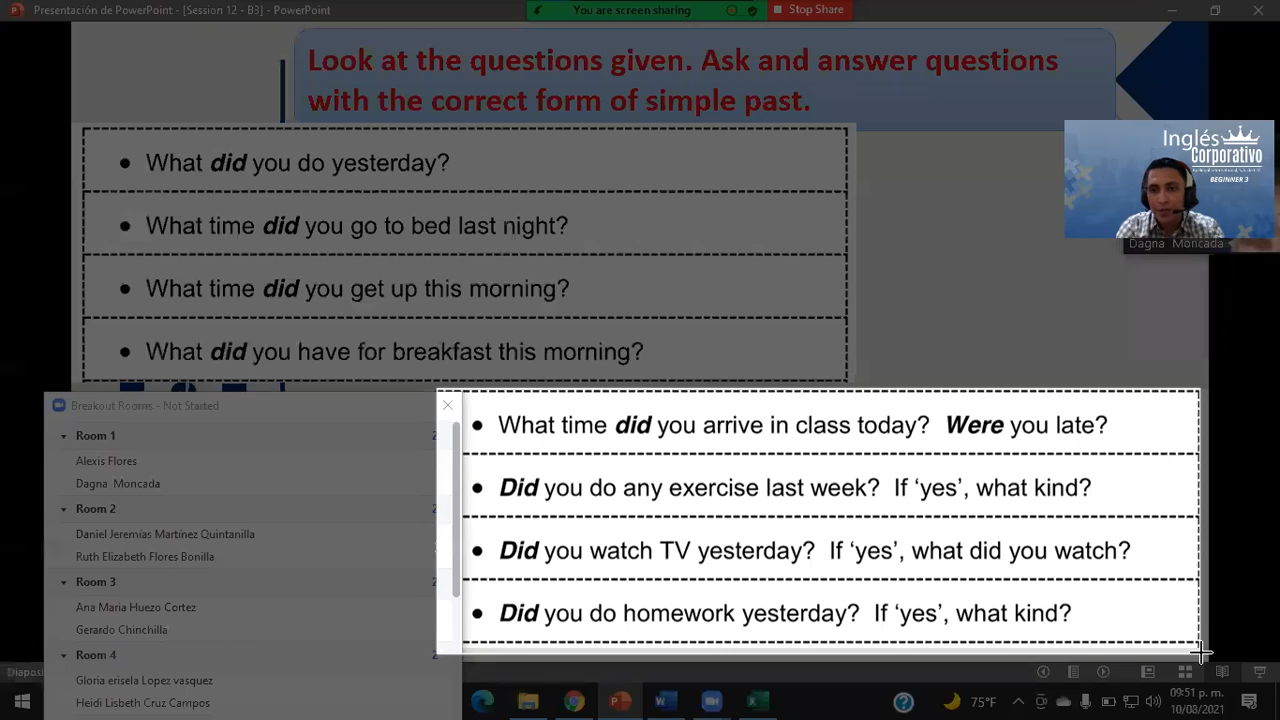 Presentación de PowerPoint - [Session 12 - B3] - PowerPoint
You are screen sharing
Stop Share
Look at the questions given. Ask and answer questions
with the correct form of simple past.
• What did you do yesterday?
• What time did you go to bed last night?
• What time did you get up this morning?
• What did you have for breakfast this morning?
Inglés
Corporativo
BEGINNER 3
Dagna Moncada
Breakout Rooms - Not Started
Room 1
2
Alexis Flores
Dagna Moncada
Room 2
2
Daniel Jeremías Martínez Quintanilla
Ruth Elizabeth Flores Bonilla
Room 3
2
Ana Maria Huezo Cortez
Gerardo Chinchilla
Room 4
2
Gloria erisela Lopez vasquez
Heidi Lisbeth Cruz Campos
• What time did you arrive in class today? Were you late?
• Did you do any exercise last week? If ‘yes’, what kind?
• Did you watch TV yesterday? If ‘yes’, what did you watch?
• Did you do homework yesterday? If ‘yes’, what kind?
Diapos
75°F
09:51 p. m.
10/08/2021